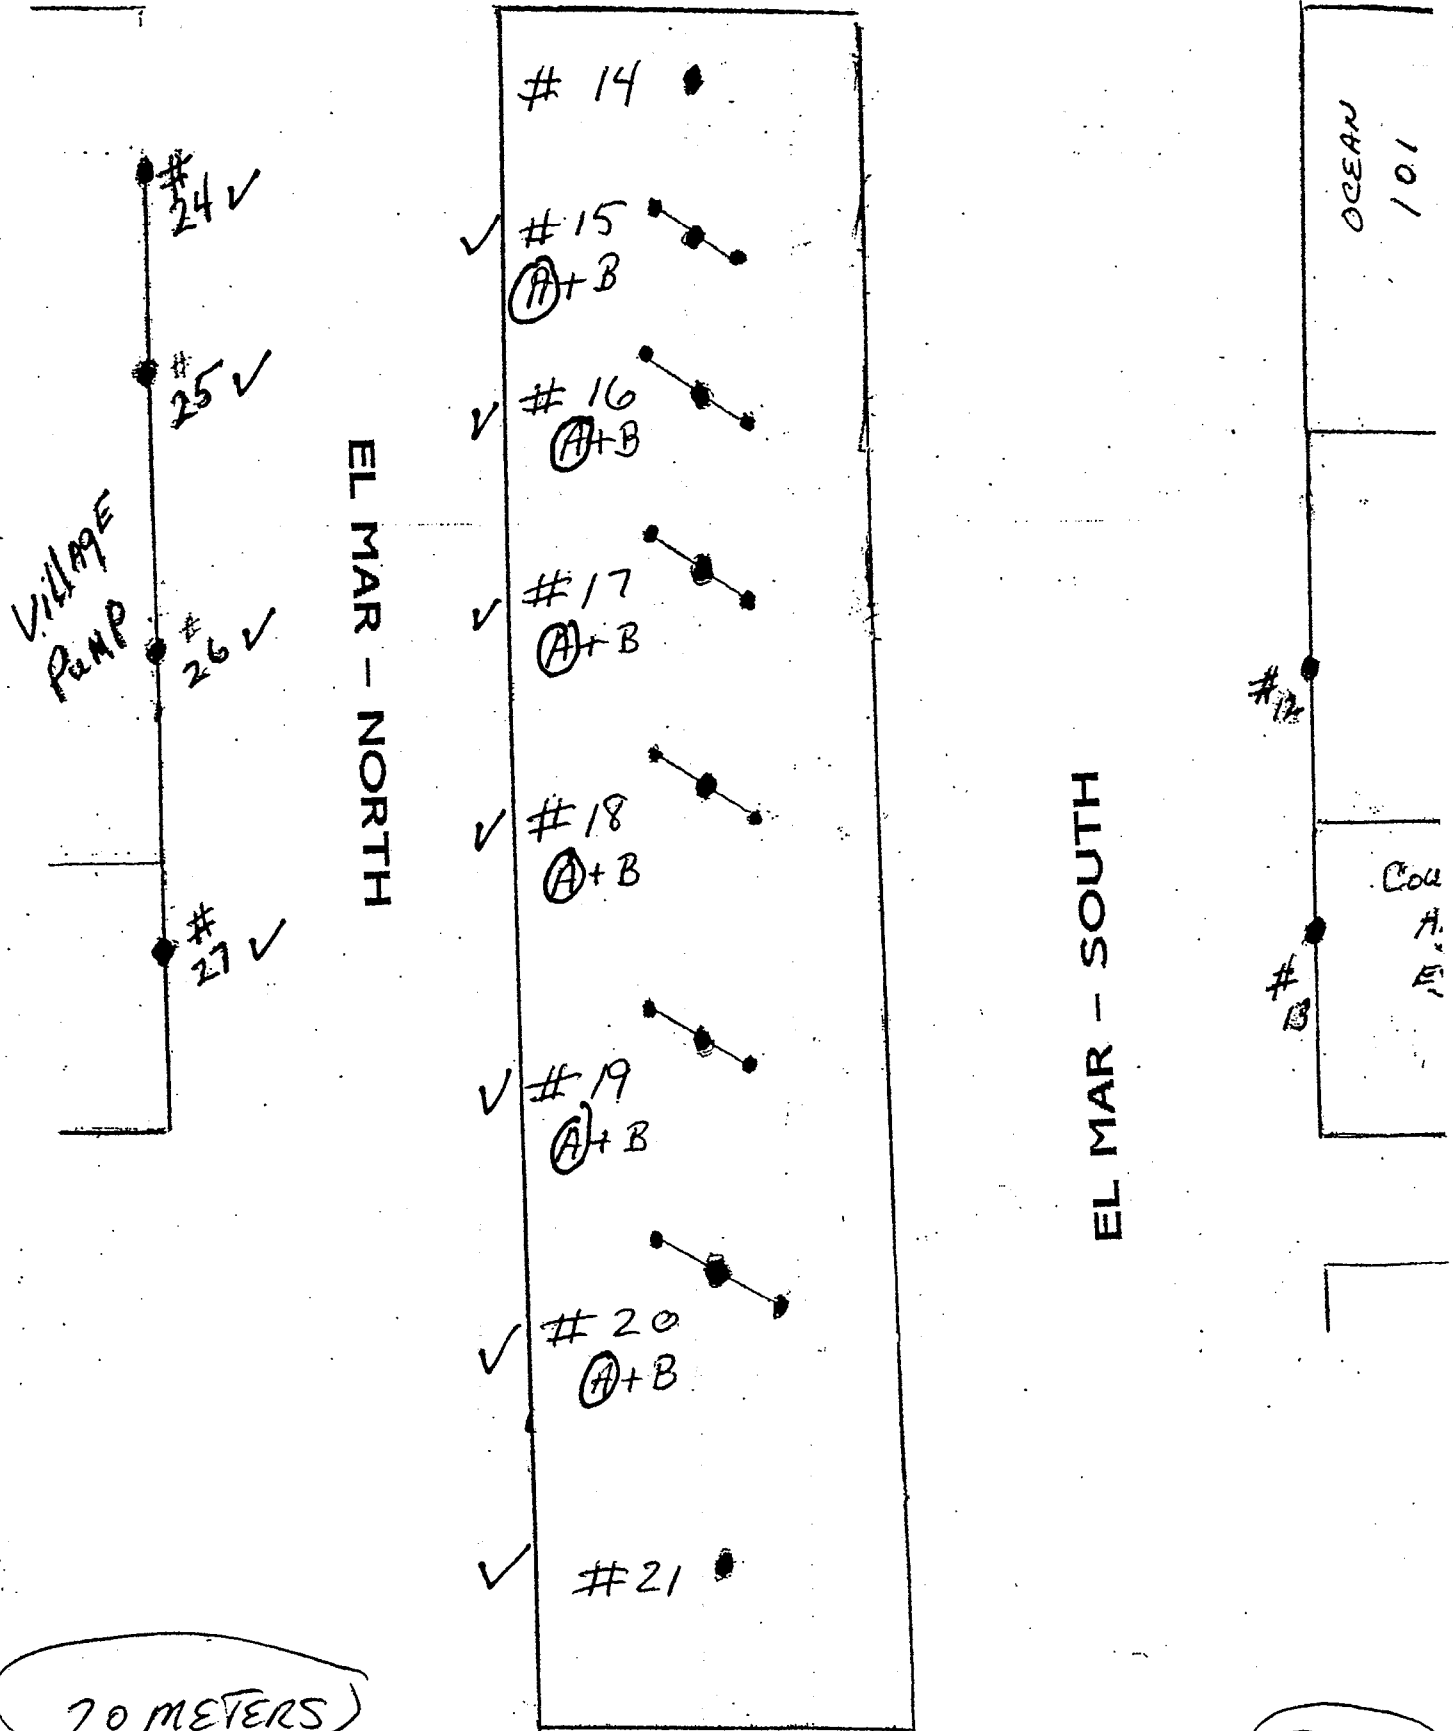 #
24 ✓
#
25 ✓
VillAgE
PuMP
#
26 ✓
#
27 ✓
EL MAR – NORTH
# 14
✓ # 15
A + B
✓ # 16
A + B
✓ # 17
A + B
✓ # 18
A + B
✓ # 19
A + B
✓ # 20
A + B
✓ # 21
EL MAR – SOUTH
OCEAN
101
#
12
#
13
Cou
A.
E
20 METERS)